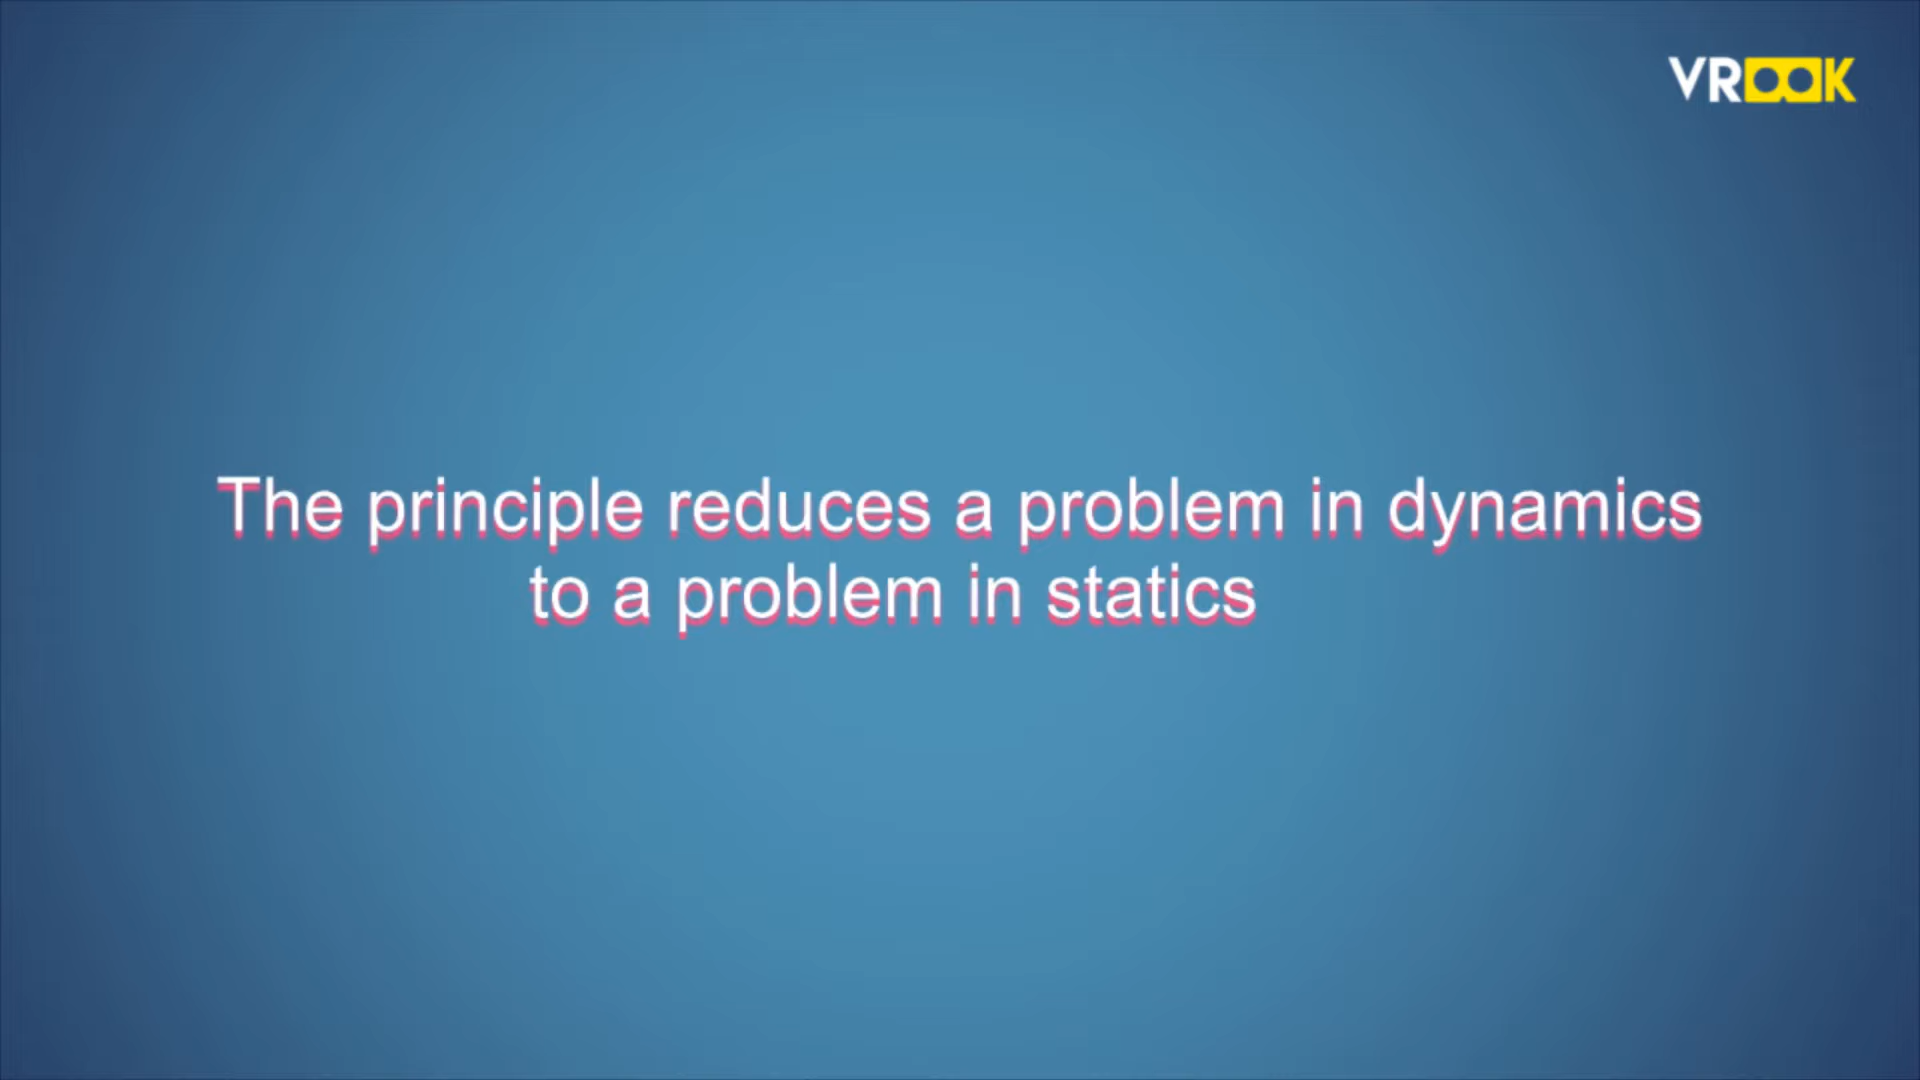 VROOK
The principle reduces a problem in dynamics
to a problem in statics